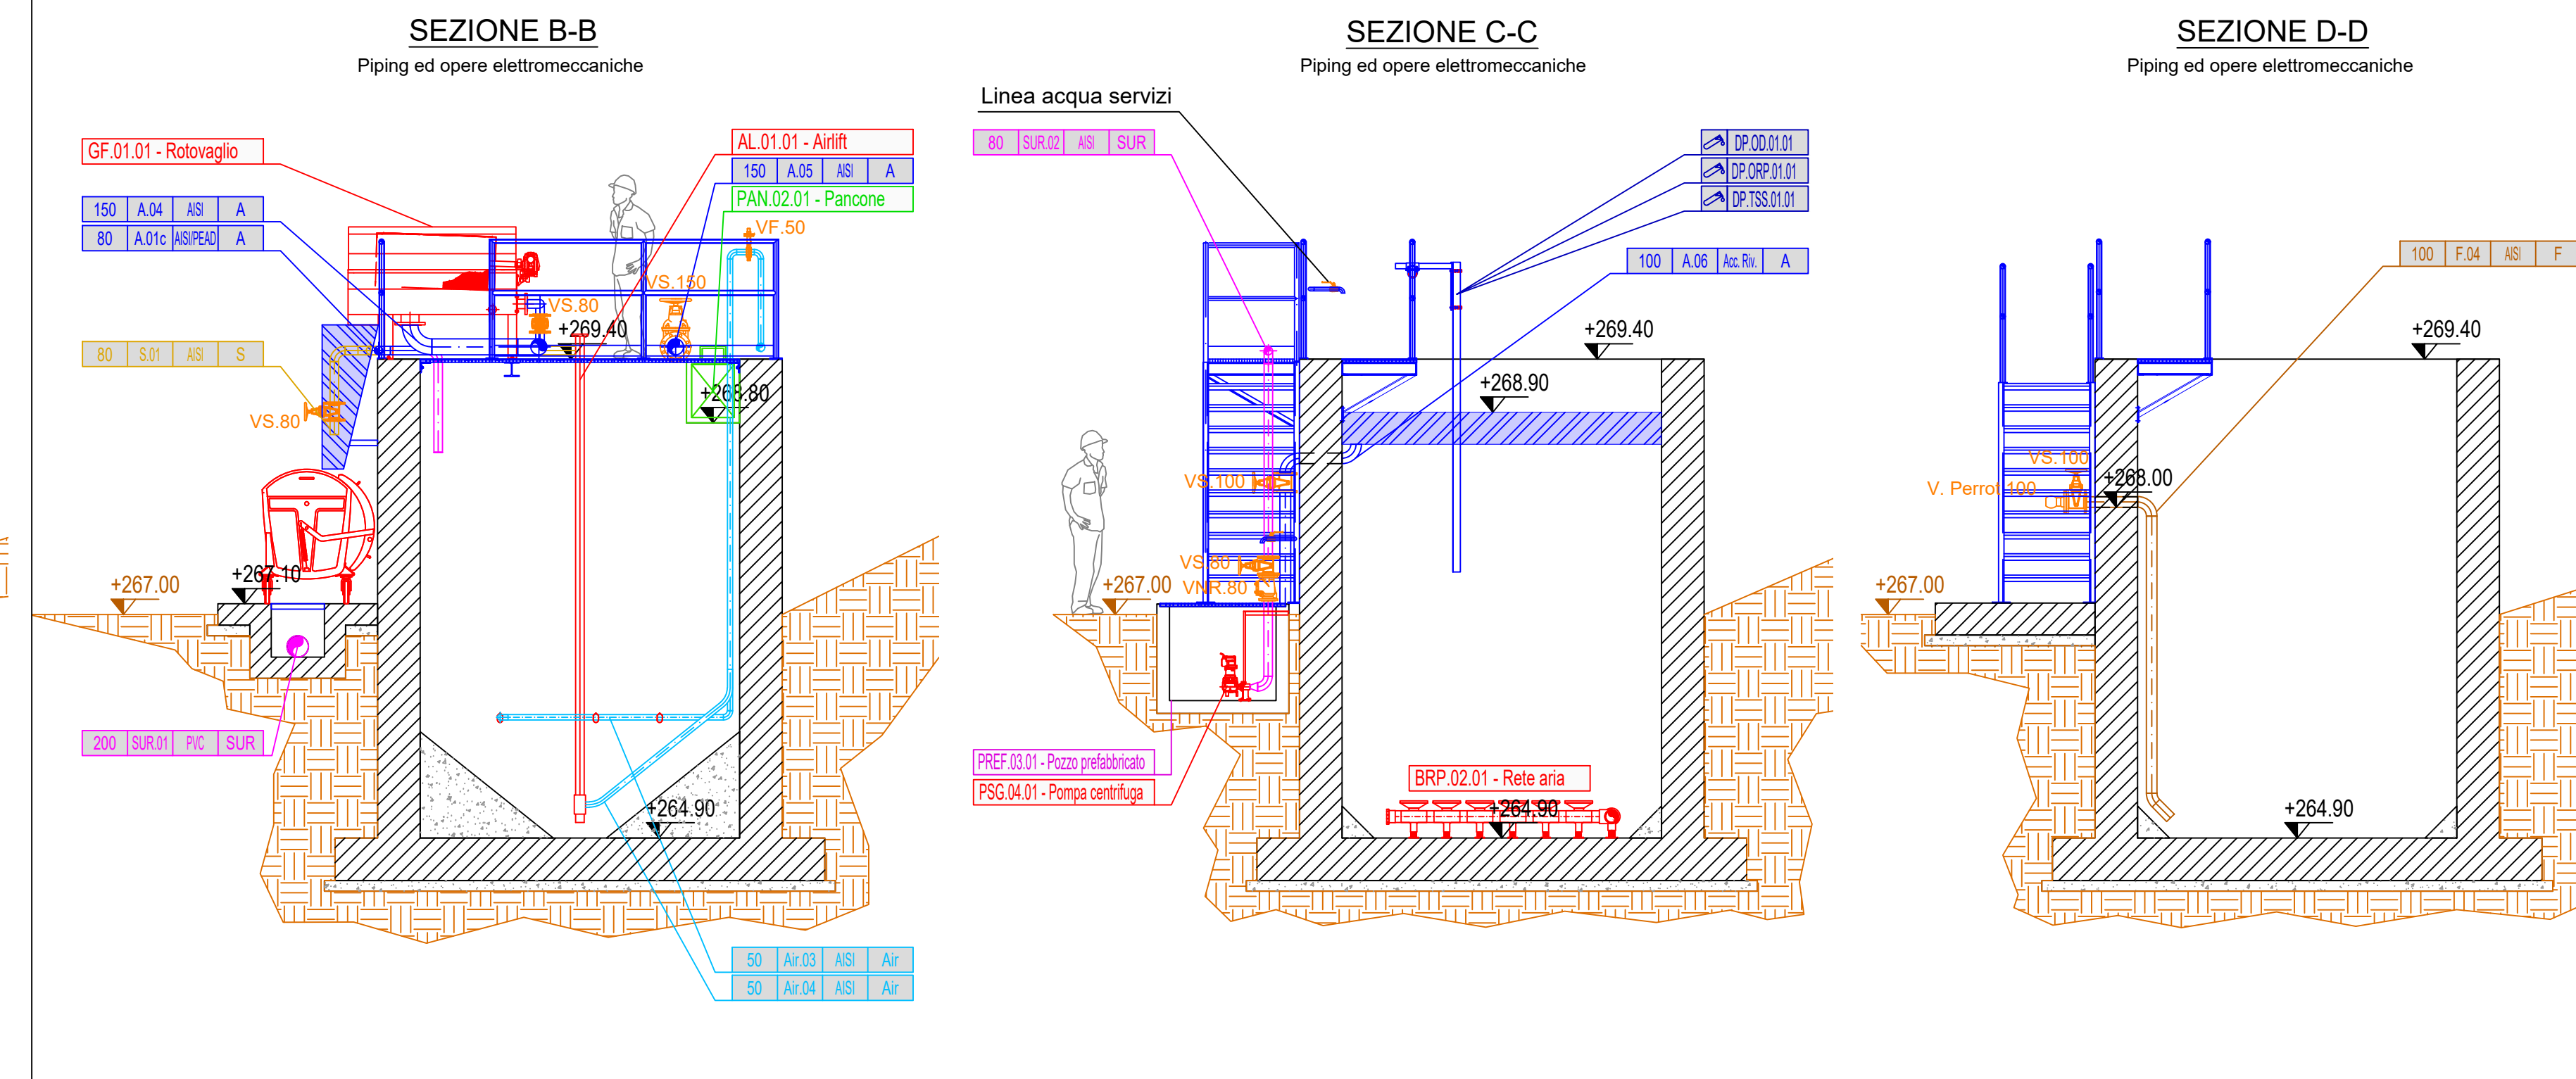 SEZIONE B-B
Piping ed opere elettromeccaniche
GF.01.01 - Rotovaglio
150 A.04 AISI A
80 A.01c AISI/PEAD A
80 S.01 AISI S
VS.80
AL.01.01 - Airlift
150 A.05 AISI A
PAN.02.01 - Pancone
VF.50
VS.150
VS.80
+269.40
+268.80
+267.10
+267.00
200 SUR.01 PVC SUR
+264.90
50 Air.03 AISI Air
50 Air.04 AISI Air
SEZIONE C-C
Piping ed opere elettromeccaniche
Linea acqua servizi
80 SUR.02 AISI SUR
DP.OD.01.01
DP.ORP.01.01
DP.TSS.01.01
100 A.06 Acc. Riv. A
+269.40
+268.90
VS.100
VS.80
VNR.80
+267.00
PREF.03.01 - Pozzo prefabbricato
PSG.04.01 - Pompa centrifuga
BRP.02.01 - Rete aria
+264.90
SEZIONE D-D
Piping ed opere elettromeccaniche
100 F.04 AISI F
+269.40
VS.100
V. Perrot 100
+268.00
+267.00
+264.90